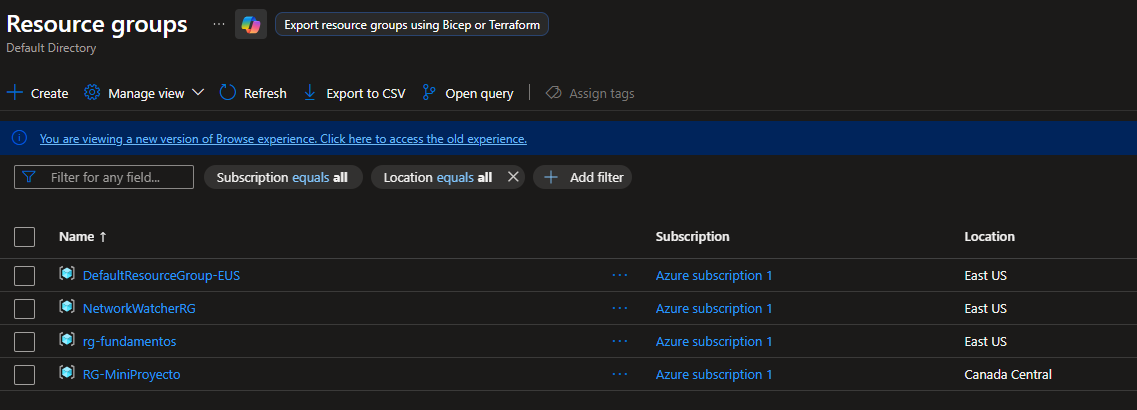 Resource groups ... Export resource groups using Bicep or Terraform
Default Directory
Create Manage view Refresh Export to CSV Open query Assign tags
You are viewing a new version of Browse experience. Click here to access the old experience.
Filter for any field... Subscription equals all Location equals all Add filter
Name ↑ Subscription Location
DefaultResourceGroup-EUS ... Azure subscription 1 East US
NetworkWatcherRG ... Azure subscription 1 East US
rg-fundamentos ... Azure subscription 1 East US
RG-MiniProyecto ... Azure subscription 1 Canada Central